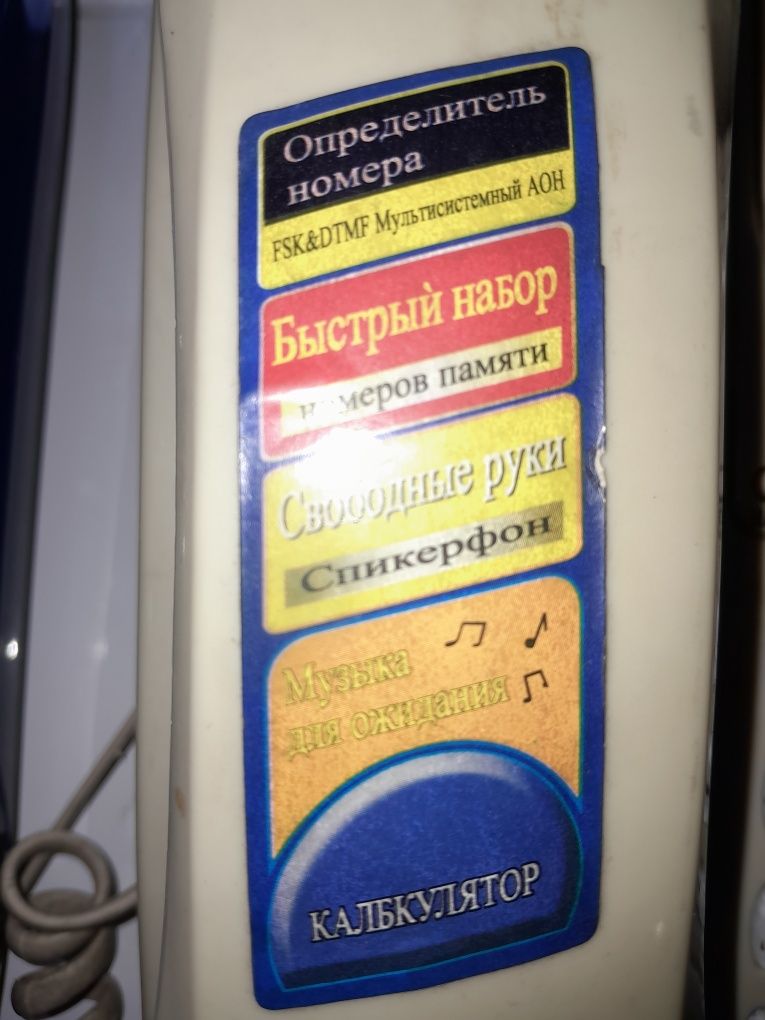 Определитель
номера
FSK&DTMF Мультисистемный АОН
Быстрый набор
номеров памяти
Свободные руки
Спикерфон
Музыка
для ожидания
КАЛБКУЛЯТОР